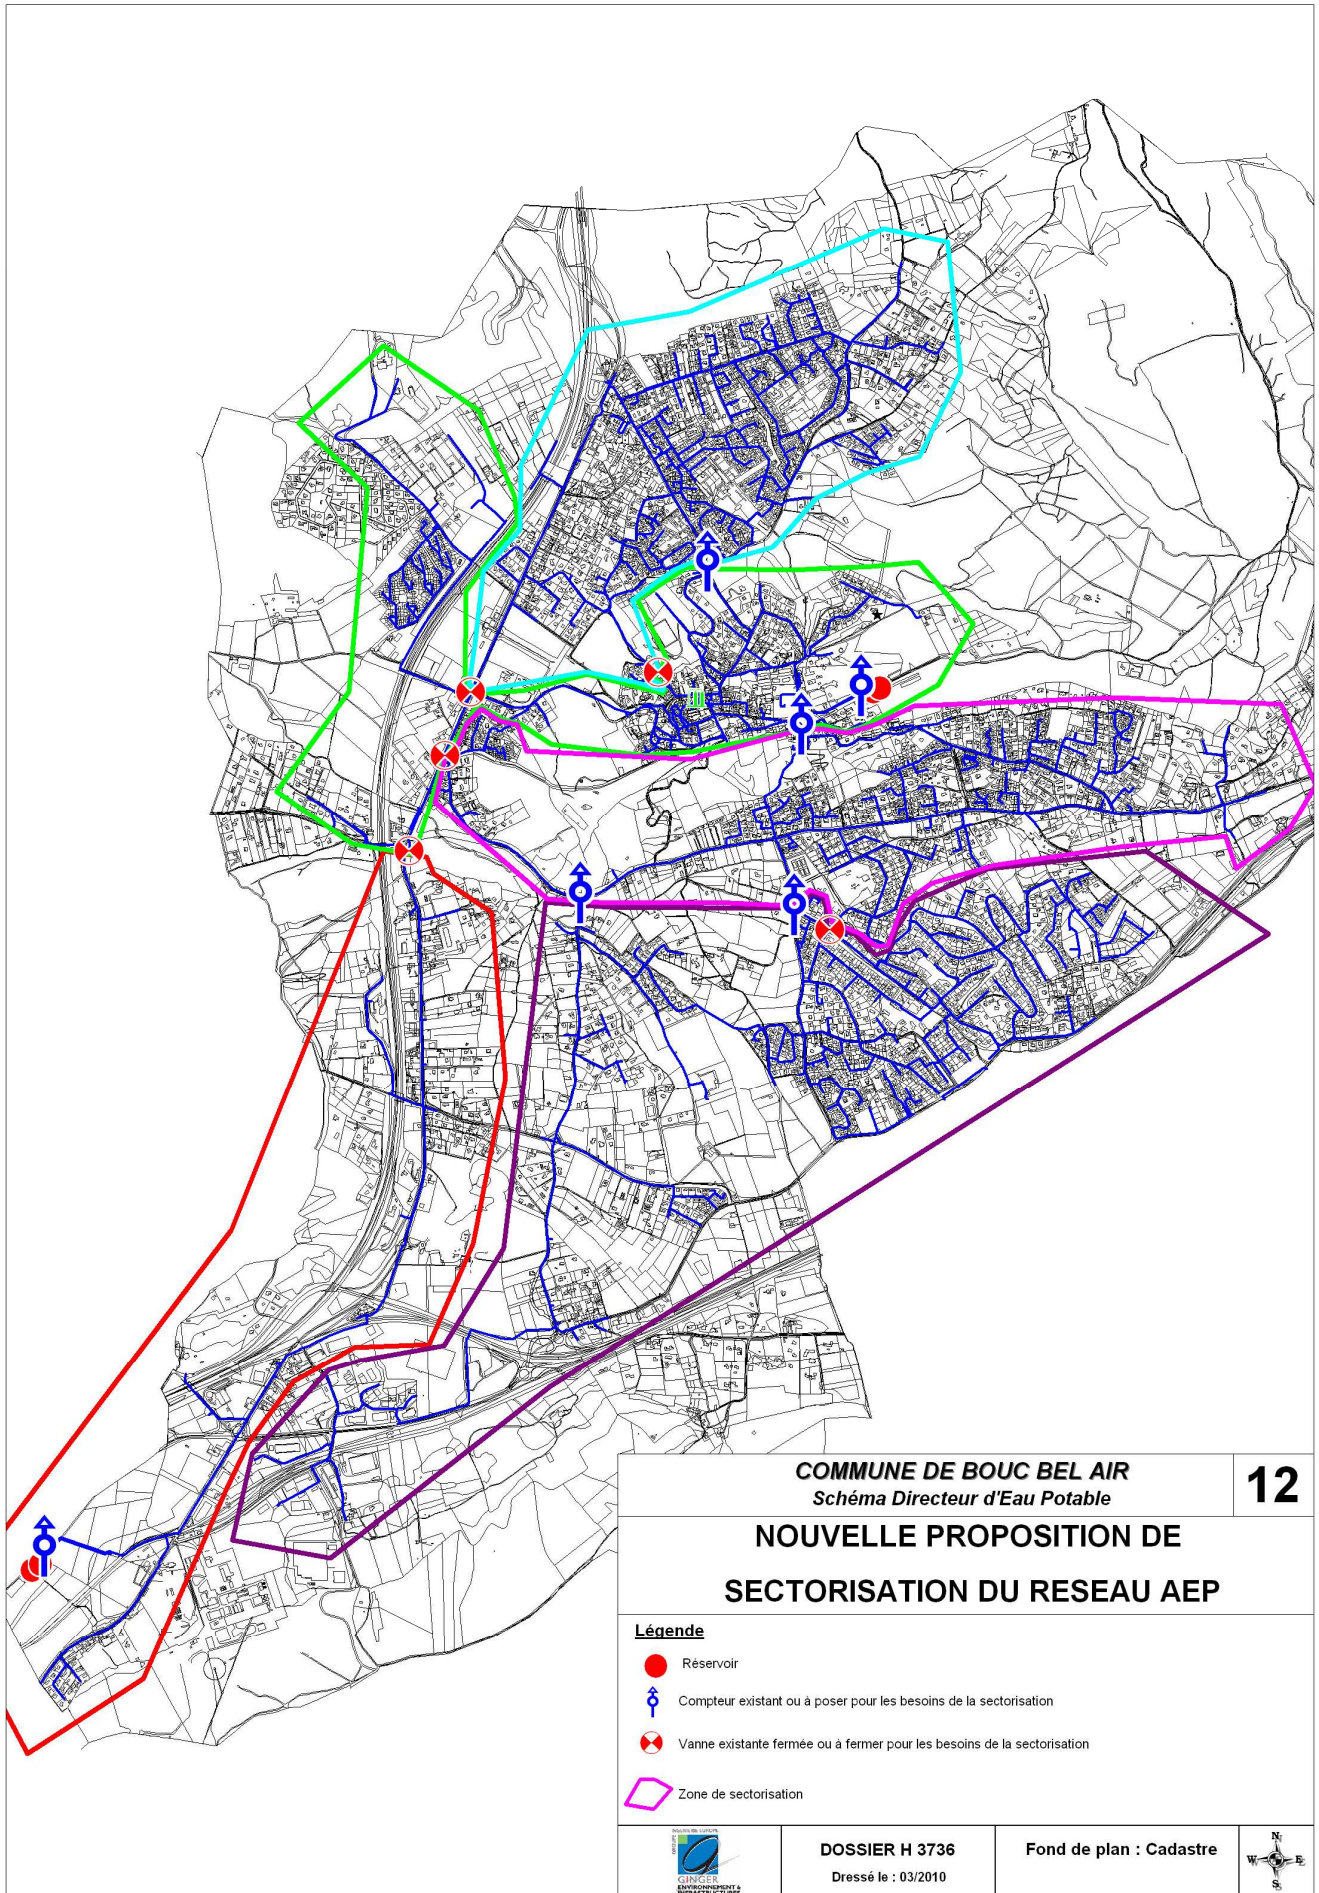 COMMUNE DE BOUC BEL AIR
Schéma Directeur d'Eau Potable
12
NOUVELLE PROPOSITION DE
SECTORISATION DU RESEAU AEP
Légende
Réservoir
Compteur existant ou à poser pour les besoins de la sectorisation
Vanne existante fermée ou à fermer pour les besoins de la sectorisation
Zone de sectorisation
GINGER
ENVIRONNEMENT &
INFRASTRUCTURES
DOSSIER H 3736
Dressé le : 03/2010
Fond de plan : Cadastre
N
W E
S